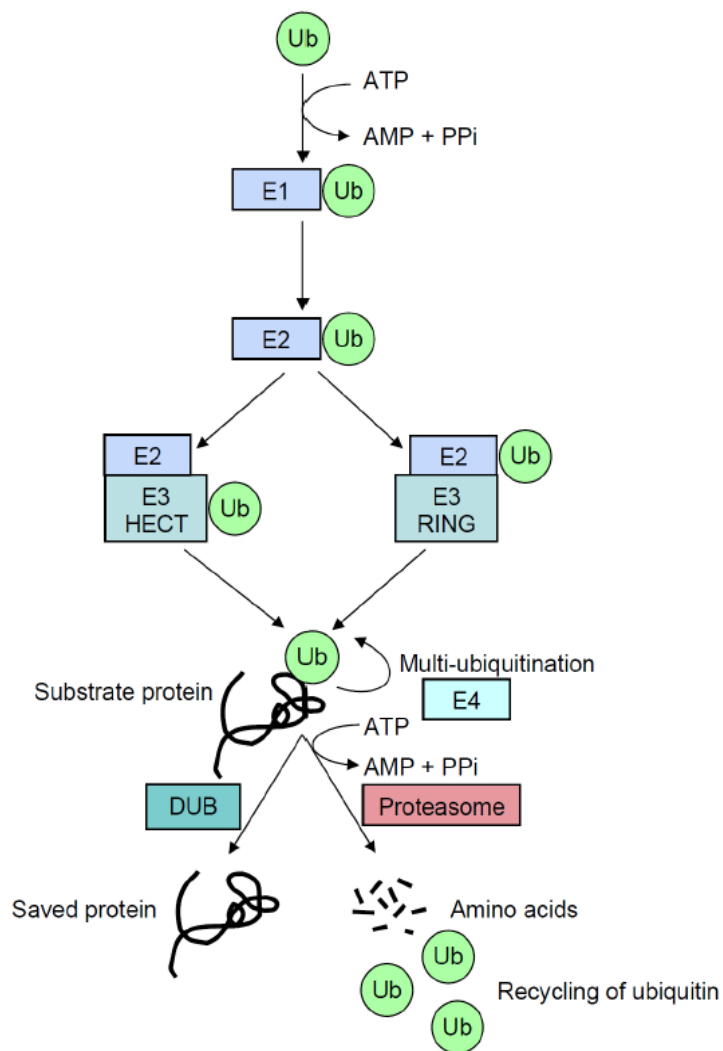 Ub
ATP
AMP + PPi
E1
Ub
E2
Ub
E2
E3
HECT
Ub
E2
Ub
E3
RING
Ub
Substrate protein
Multi-ubiquitination
E4
ATP
AMP + PPi
DUB
Proteasome
Saved protein
Amino acids
Ub
Ub
Recycling of ubiquitin
Ub